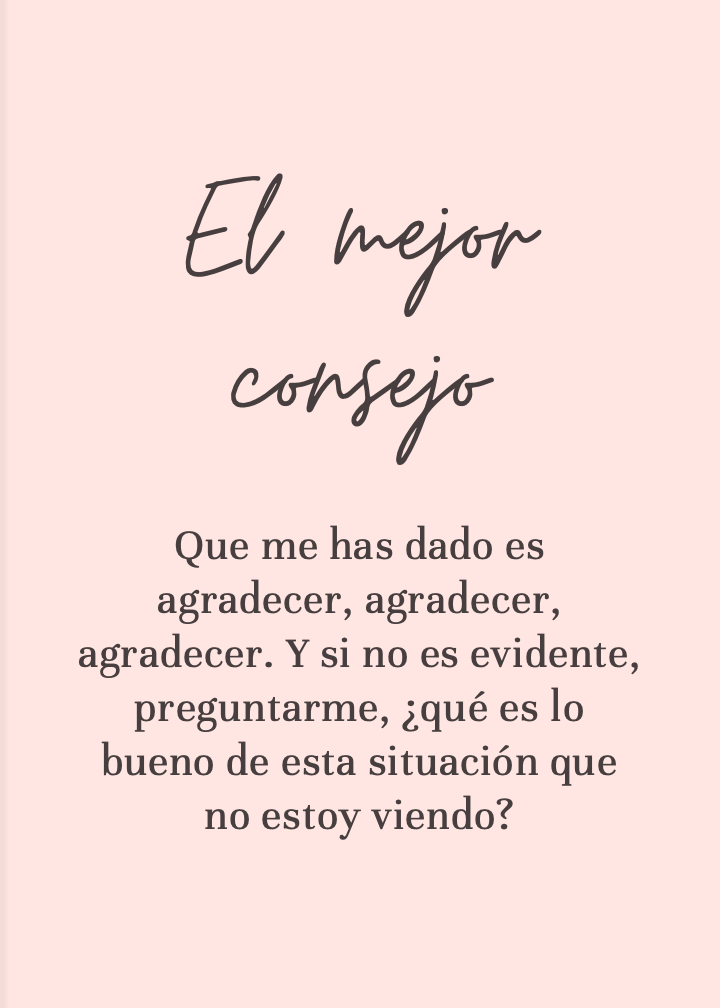 El mejor
consejo
Que me has dado es
agradecer, agradecer,
agradecer. Y si no es evidente,
preguntarme, ¿qué es lo
bueno de esta situación que
no estoy viendo?